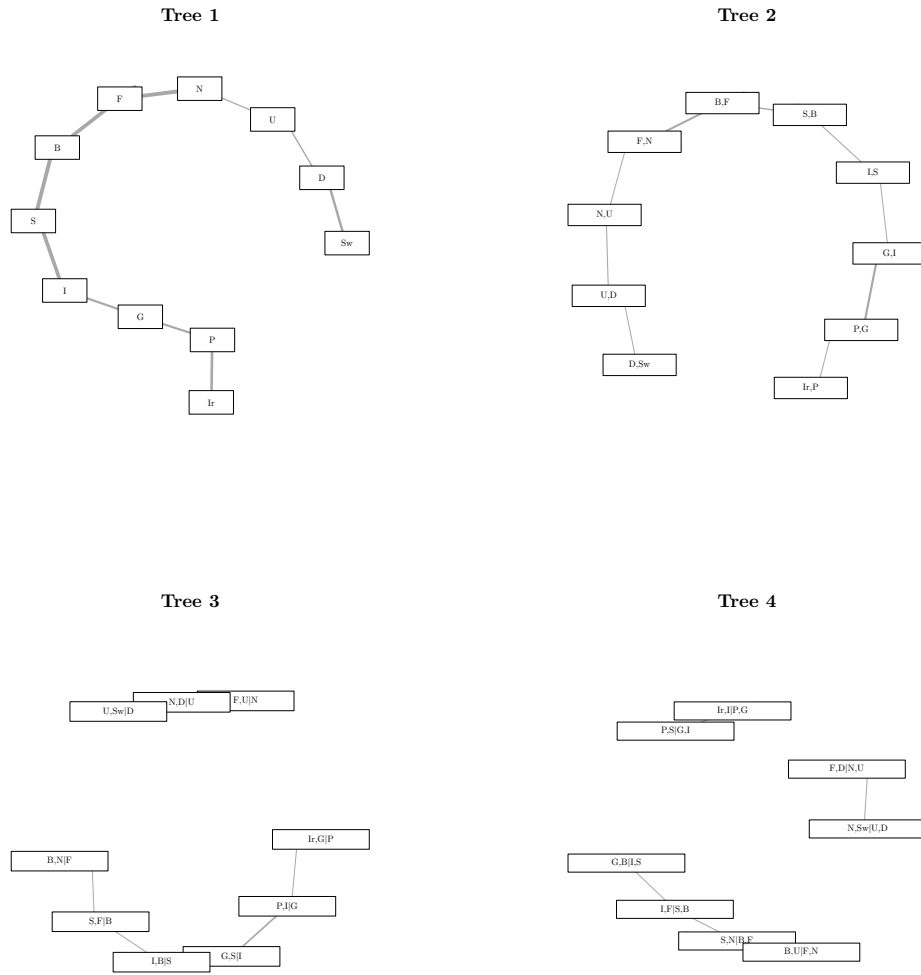 Tree 1
Tree 2
N
F
U
B
D
S
Sw
I
G
P
Ir
B,F
S,B
F,N
I,S
N,U
G,I
U,D
P,G
D,Sw
Ir,P
Tree 3
Tree 4
F,U|N
N,D|U
U,Sw|D
Ir,G|P
B,N|F
P,I|G
S,F|B
G,S|I
I,B|S
Ir,I|P,G
P,S|G,I
F,D|N,U
N,Sw|U,D
G,B|I,S
I,F|S,B
S,N|B,F
B,U|F,N